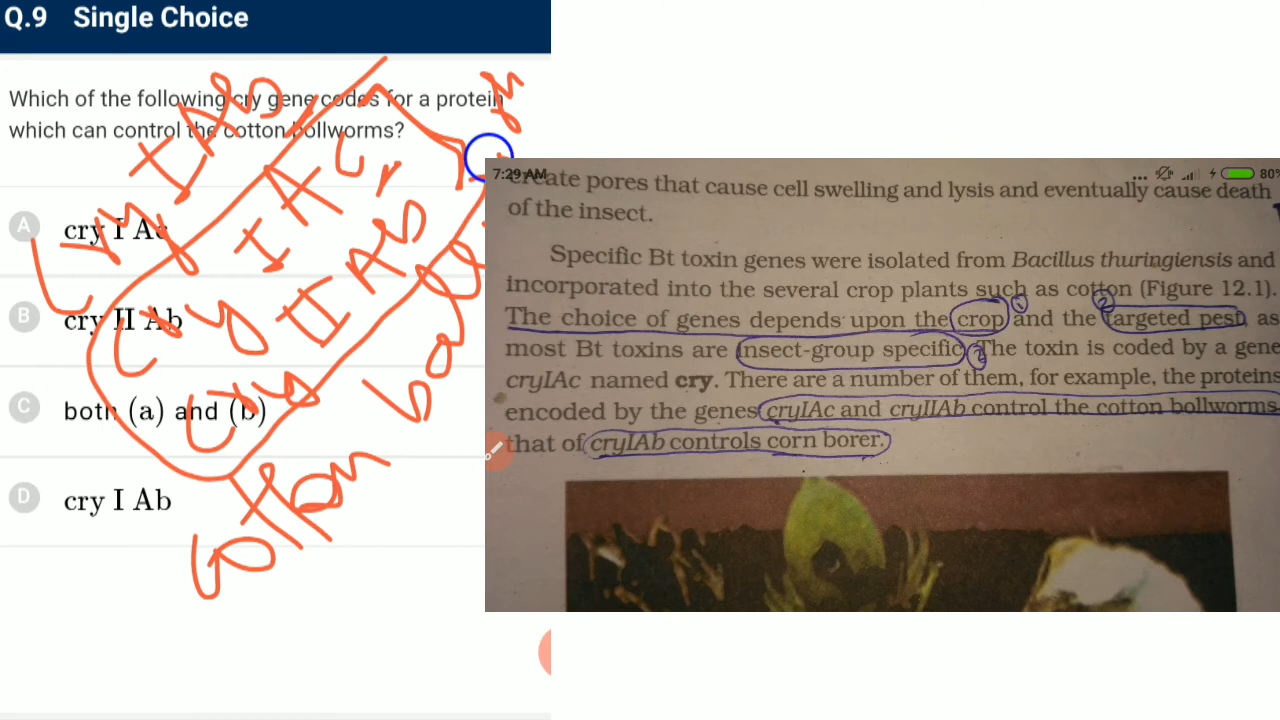 Q.9 Single Choice
Which of the following cry gene codes for a protein
which can control the cotton bollworms?
A cry I Ac
B cry II Ab
C both (a) and (b)
D cry I Ab
cry I Ab
cry I Ac
cry II Ab
cotton
7:29 AM
80%
create pores that cause cell swelling and lysis and eventually cause death
of the insect.
Specific Bt toxin genes were isolated from Bacillus thuringiensis and
incorporated into the several crop plants such as cotton (Figure 12.1).
The choice of genes depends upon the crop and the targeted pest, as
most Bt toxins are insect-group specific. The toxin is coded by a gene
cryIAc named cry. There are a number of them, for example, the proteins
encoded by the genes cryIAc and cryIIAb control the cotton bollworms,
that of cryIAb controls corn borer.